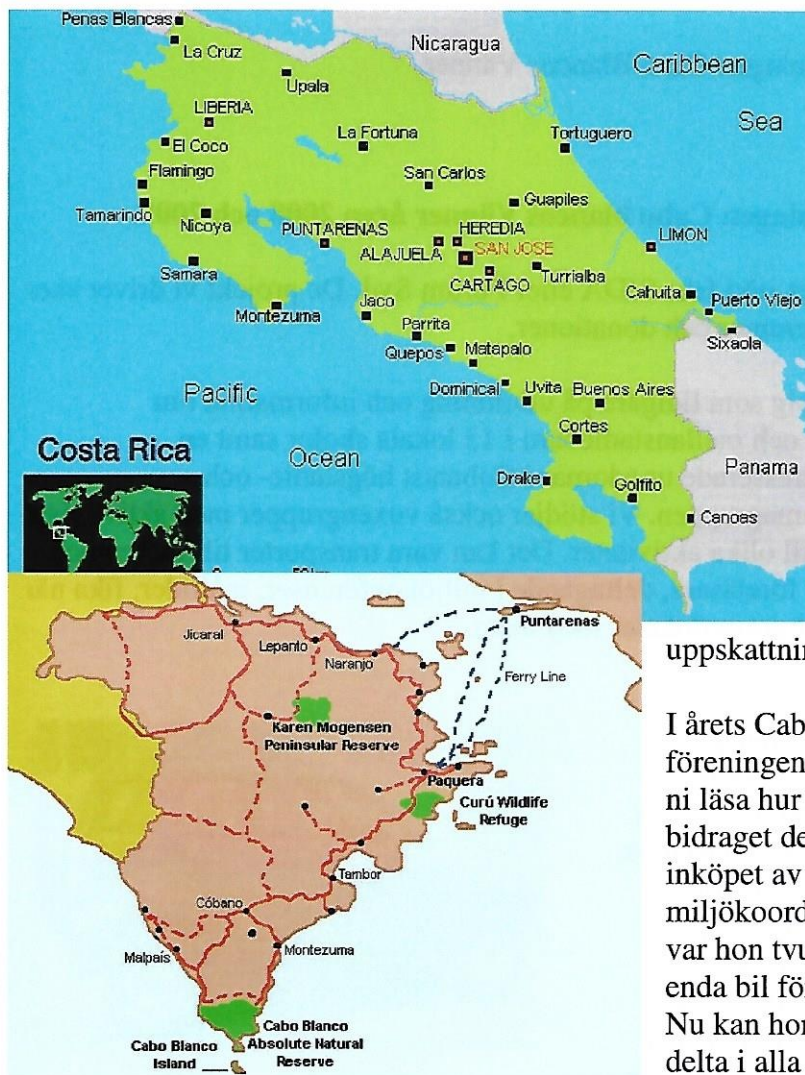 Penas Blancas
La Cruz
Nicaragua
Caribbean
Sea
Upala
LIBERIA
El Coco
La Fortuna
Tortuguero
Flamingo
San Carlos
Guapiles
Tamarindo
Nicoya
PUNTARENAS
HEREDIA
ALAJUELA
SAN JOSE
LIMON
CARTAGO
Turrialba
Samara
Cahuita
Puerto Viejo
Montezuma
Jaco
Parrita
Sixaola
Quepos
Matapalo
Pacific
Dominical
Uvita
Buenos Aires
Costa Rica
Ocean
Cortes
Panama
Drake
Golfito
Canoes
Jicaral
Lepanto
Naranjo
Puntarenas
Ferry Line
Karen Mogensen
Peninsular Reserve
Paquera
Curú Wildlife
Refuge
Tambor
Cóbano
Malpaís
Montezuma
Cabo Blanco
Absolute Natural
Reserve
Cabo Blanco
Island
uppskattnin
I årets Cab
föreningen
ni läsa hur
bidraget de
inköpet av
miljökoord
var hon tvu
enda bil för
Nu kan hon
delta i alla